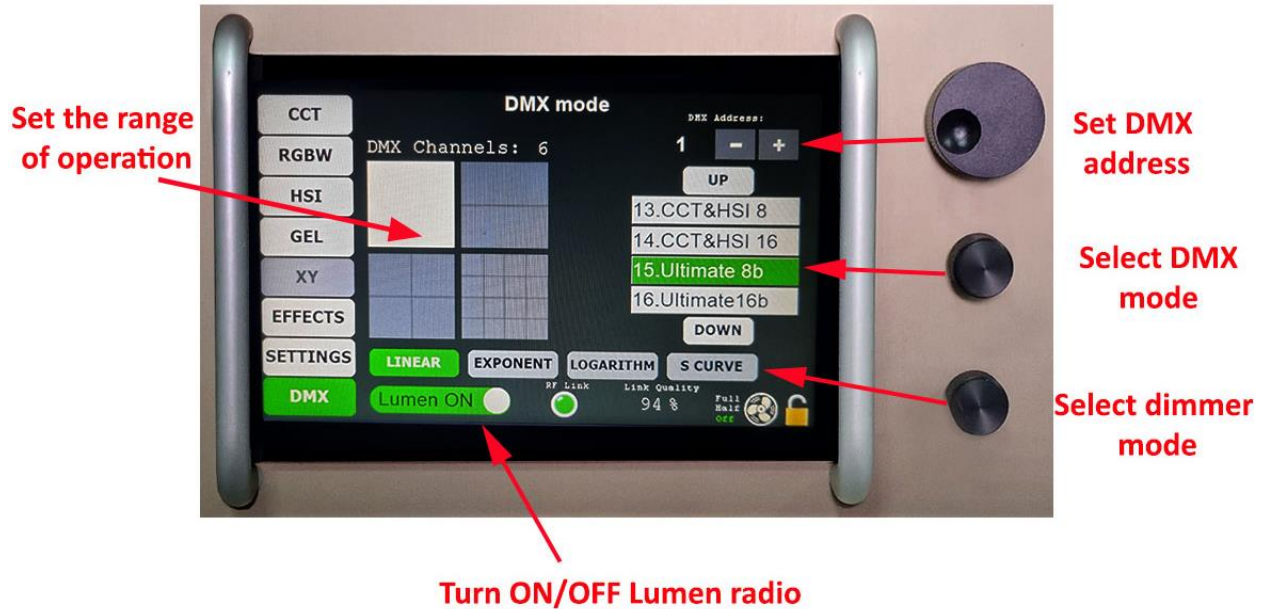 Set the range
of operation
CCT
RGBW
HSI
GEL
XY
EFFECTS
SETTINGS
DMX
DMX mode
DMX Address:
DMX Channels: 6
1 - +
UP
13.CCT&HSI 8
14.CCT&HSI 16
15.Ultimate 8b
16.Ultimate16b
DOWN
LINEAR EXPONENT LOGARITHM S CURVE
Lumen ON
RF Link
Link Quality
94 %
Full
Half
Off
Set DMX
address
Select DMX
mode
Select dimmer
mode
Turn ON/OFF Lumen radio